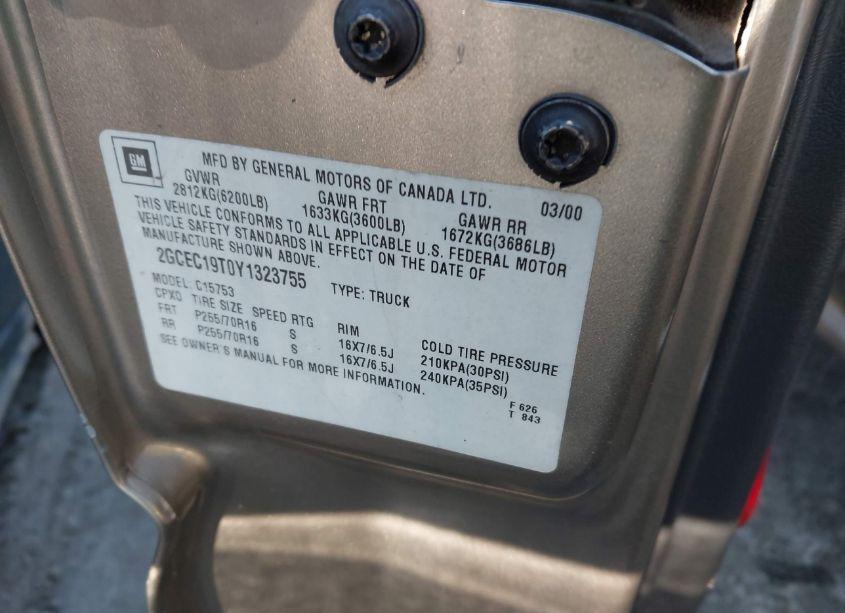 GM
MFD BY GENERAL MOTORS OF CANADA LTD.
03/00
GVWR GAWR FRT GAWR RR
2812KG(6200LB) 1633KG(3600LB) 1672KG(3686LB)
THIS VEHICLE CONFORMS TO ALL APPLICABLE U.S. FEDERAL MOTOR
VEHICLE SAFETY STANDARDS IN EFFECT ON THE DATE OF
MANUFACTURE SHOWN ABOVE.
2GCEC19T0Y1323755 TYPE: TRUCK
MODEL: C15753
CPXO TIRE SIZE SPEED RTG RIM COLD TIRE PRESSURE
FRT P255/70R16 S 16X7/6.5J 210KPA(30PSI)
RR P255/70R16 S 16X7/6.5J 240KPA(35PSI)
SEE OWNER'S MANUAL FOR MORE INFORMATION.
F 626
T 843